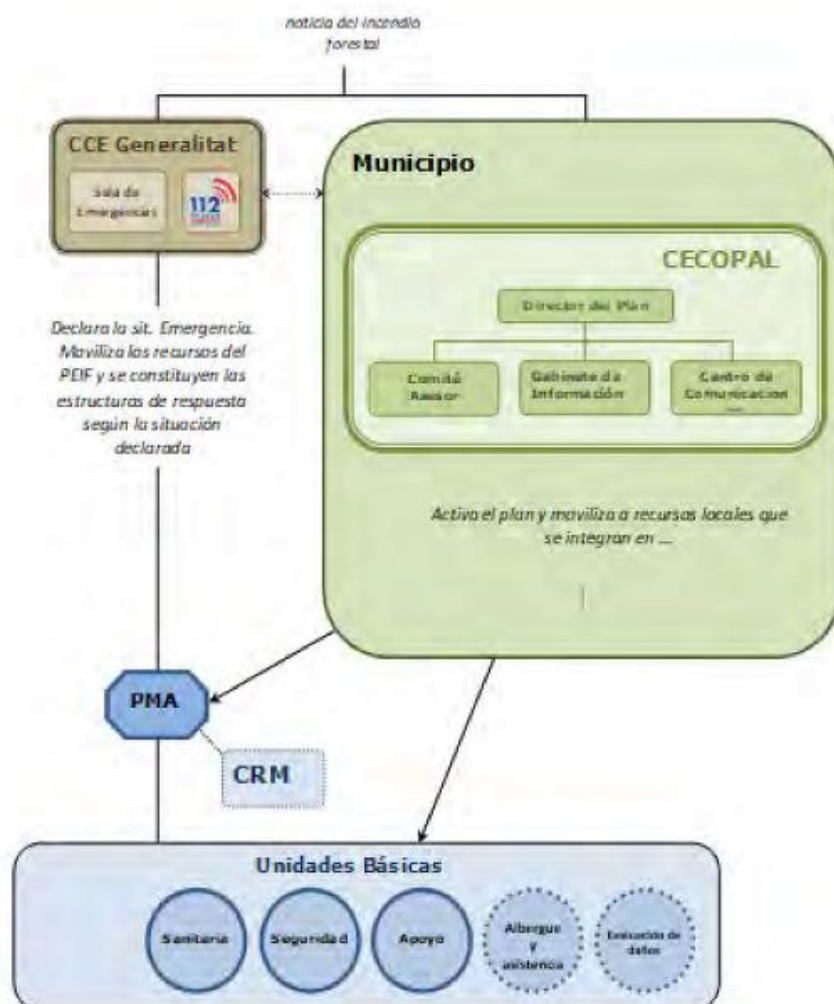 noticia del incendio
forestal
CCE Generalitat
Sala de
Emergencias
112
Municipio
CECOPAL
Director del Plan
Comité
Asesor
Gabinete de
Información
Centro de
Comunicacion
...
Declara la sit. Emergencia.
Moviliza los recursos del
PEIF y se constituyen las
estructuras de respuesta
según la situación
declarada
Activa el plan y moviliza a recursos locales que
se integran en ...
PMA
CRM
Unidades Básicas
Sanitaria
Seguridad
Apoyo
Albergue
y
asistencia
Evaluación de
daños